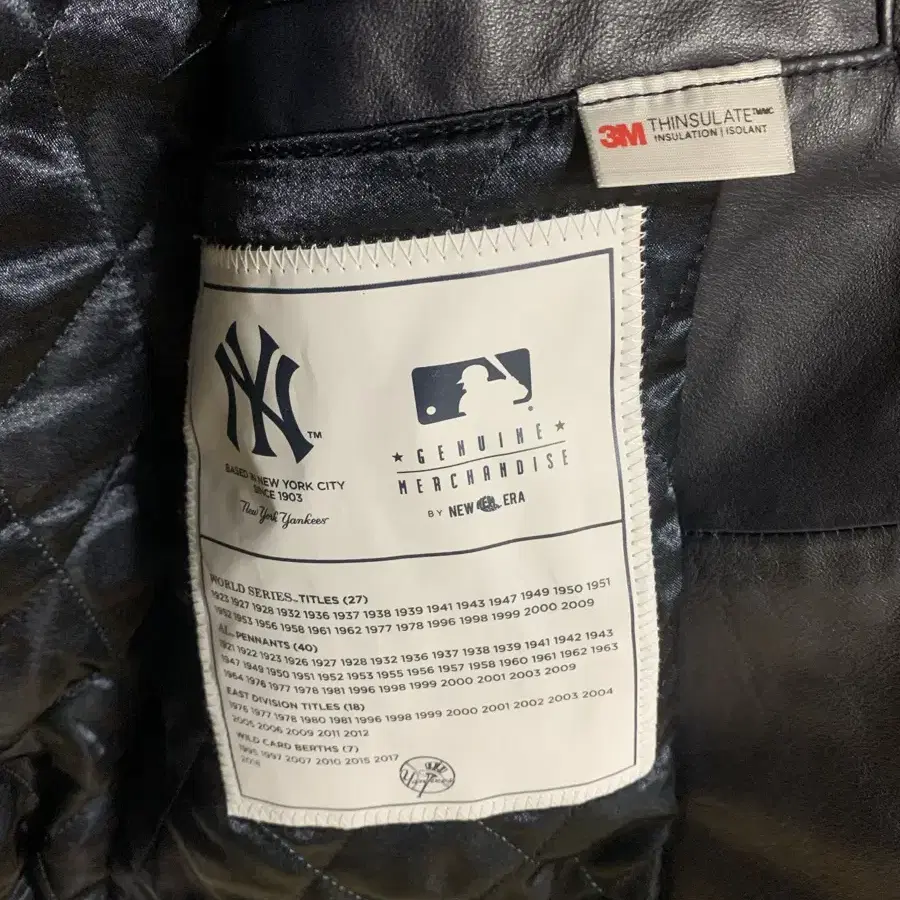 3M THINSULATE™MC
INSULATION | ISOLANT
NY™
BASED IN NEW YORK CITY
SINCE 1903
New York Yankees
★ GENUINE ★
MERCHANDISE
BY NEW ERA
WORLD SERIES™ TITLES (27)
1923 1927 1928 1932 1936 1937 1938 1939 1941 1943 1947 1949 1950 1951
1952 1953 1956 1958 1961 1962 1977 1978 1996 1998 1999 2000 2009
AL™ PENNANTS (40)
1921 1922 1923 1926 1927 1928 1932 1936 1937 1938 1939 1941 1942 1943
1947 1949 1950 1951 1952 1953 1955 1956 1957 1958 1960 1961 1962 1963
1964 1976 1977 1978 1981 1996 1998 1999 2000 2001 2003 2009
EAST DIVISION TITLES (18)
1976 1977 1978 1980 1981 1996 1998 1999 2000 2001 2002 2003 2004
2005 2006 2009 2011 2012
WILD CARD BERTHS (7)
1995 1997 2007 2010 2015 2017
2018
Yankees